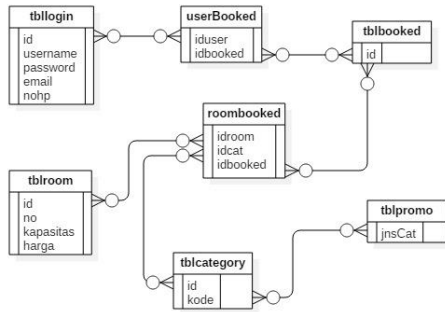 tbllogin
id
username
password
email
nohp
userBooked
iduser
idbooked
tblbooked
id
roombooked
idroom
idcat
idbooked
tblroom
id
no
kapasitas
harga
tblpromo
jnsCat
tblcategory
id
kode